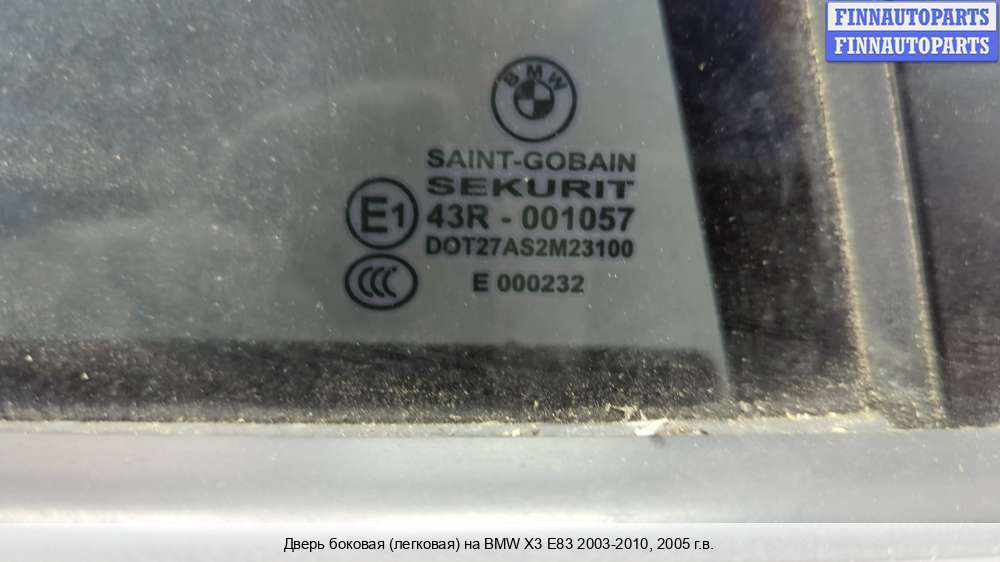 FINNAUTOPARTS
FINNAUTOPARTS
BMW
SAINT-GOBAIN
SEKURIT
E1 43R - 001057
DOT27AS2M23100
CCC E 000232
Дверь боковая (легковая) на BMW X3 E83 2003-2010, 2005 г.в.